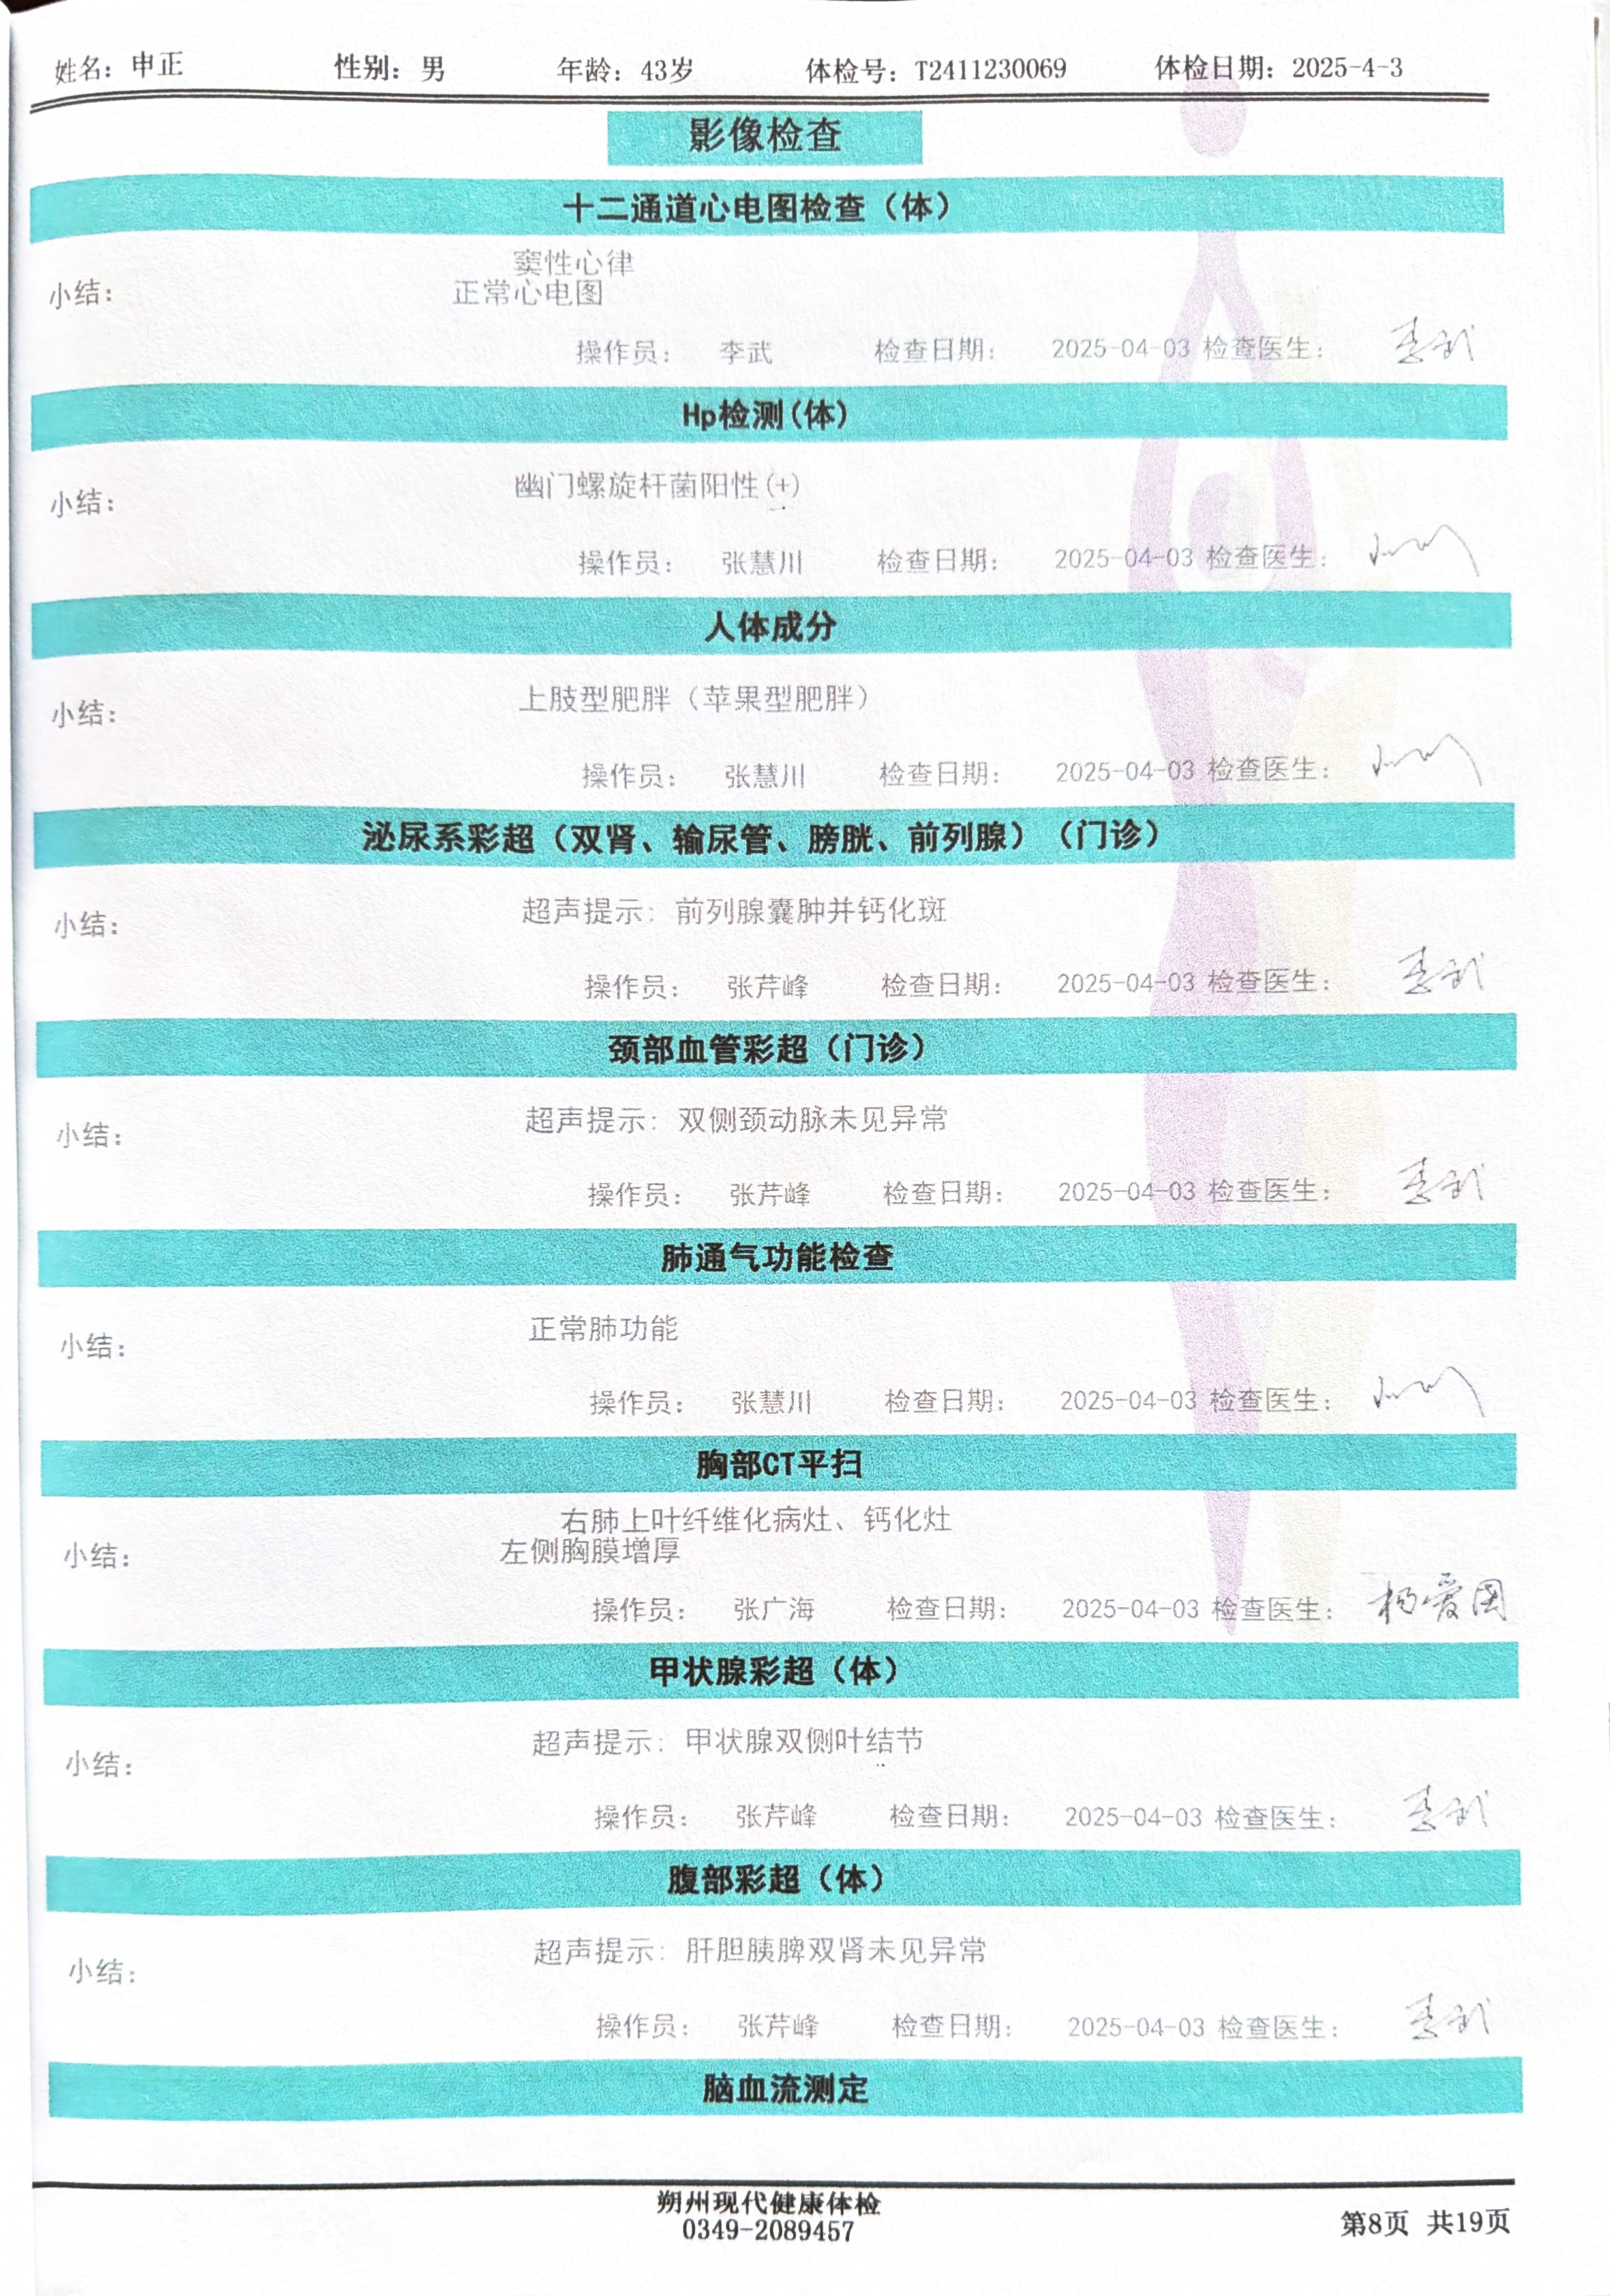 姓名：申正 性别：男 年龄：43岁 体检号：T2411230069 体检日期：2025-4-3
影像检查
十二通道心电图检查（体）
窦性心律
小结： 正常心电图
操作员： 李武 检查日期： 2025-04-03 检查医生： 李武
Hp检测(体)
幽门螺旋杆菌阳性(+)
小结：
操作员： 张慧川 检查日期： 2025-04-03 检查医生：
人体成分
上肢型肥胖（苹果型肥胖）
小结：
操作员： 张慧川 检查日期： 2025-04-03 检查医生：
泌尿系彩超（双肾、输尿管、膀胱、前列腺）（门诊）
超声提示：前列腺囊肿并钙化斑
小结：
操作员： 张芹峰 检查日期： 2025-04-03 检查医生： 李武
颈部血管彩超（门诊）
超声提示：双侧颈动脉未见异常
小结：
操作员： 张芹峰 检查日期： 2025-04-03 检查医生： 李武
肺通气功能检查
正常肺功能
小结：
操作员： 张慧川 检查日期： 2025-04-03 检查医生：
胸部CT平扫
右肺上叶纤维化病灶、钙化灶
小结： 左侧胸膜增厚
操作员： 张广海 检查日期： 2025-04-03 检查医生： 杨爱国
甲状腺彩超（体）
超声提示：甲状腺双侧叶结节
小结：
操作员： 张芹峰 检查日期： 2025-04-03 检查医生： 李武
腹部彩超（体）
超声提示：肝胆胰脾双肾未见异常
小结：
操作员： 张芹峰 检查日期： 2025-04-03 检查医生： 李武
脑血流测定
朔州现代健康体检
0349-2089457
第8页 共19页